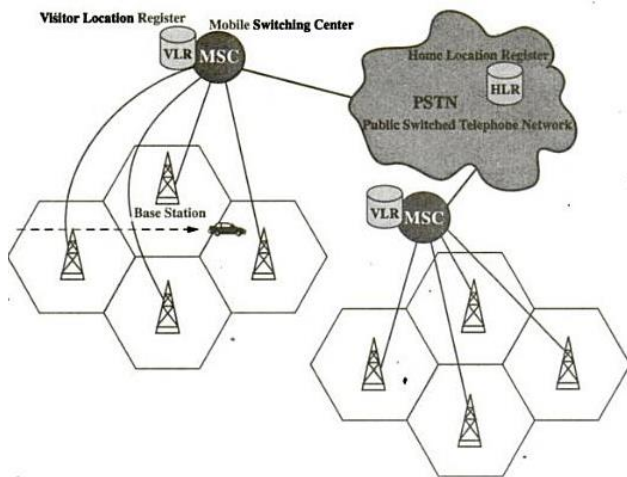 Visitor Location Register
Mobile Switching Center
VLR
MSC
Home Location Register
HLR
PSTN
Public Switched Telephone Network
Base Station
VLR
MSC